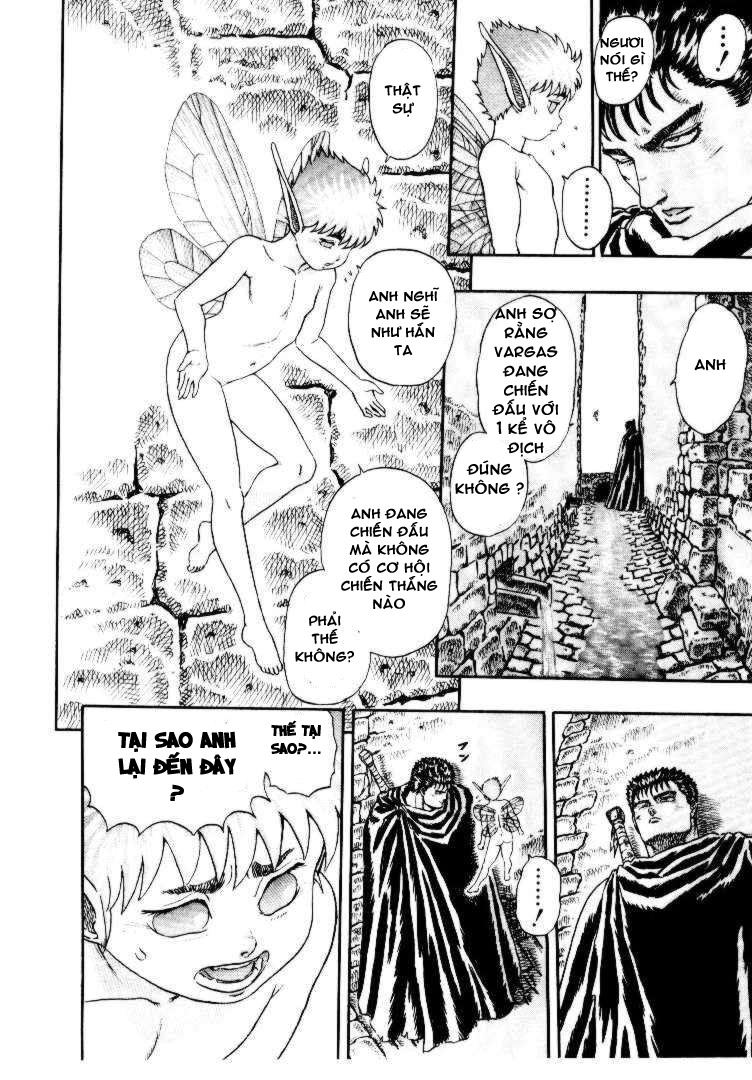 ......!
NGƯƠI
NÓI GÌ
THẾ?
........
THẬT
SỰ
ANH
ANH SỢ
RẰNG
VARGAS
ĐANG
CHIẾN
ĐẤU VỚI
1 KẺ VÔ
ĐỊCH
ĐÚNG
KHÔNG ?
ANH NGHĨ
ANH SẼ
NHƯ HẮN
TA
ANH ĐANG
CHIẾN ĐẤU
MÀ KHÔNG
CÓ CƠ HỘI
CHIẾN THẮNG
NÀO
PHẢI
THẾ
KHÔNG?
プン
......!
THẾ TẠI
SAO?...
TẠI SAO ANH
LẠI ĐẾN ĐÂY
?